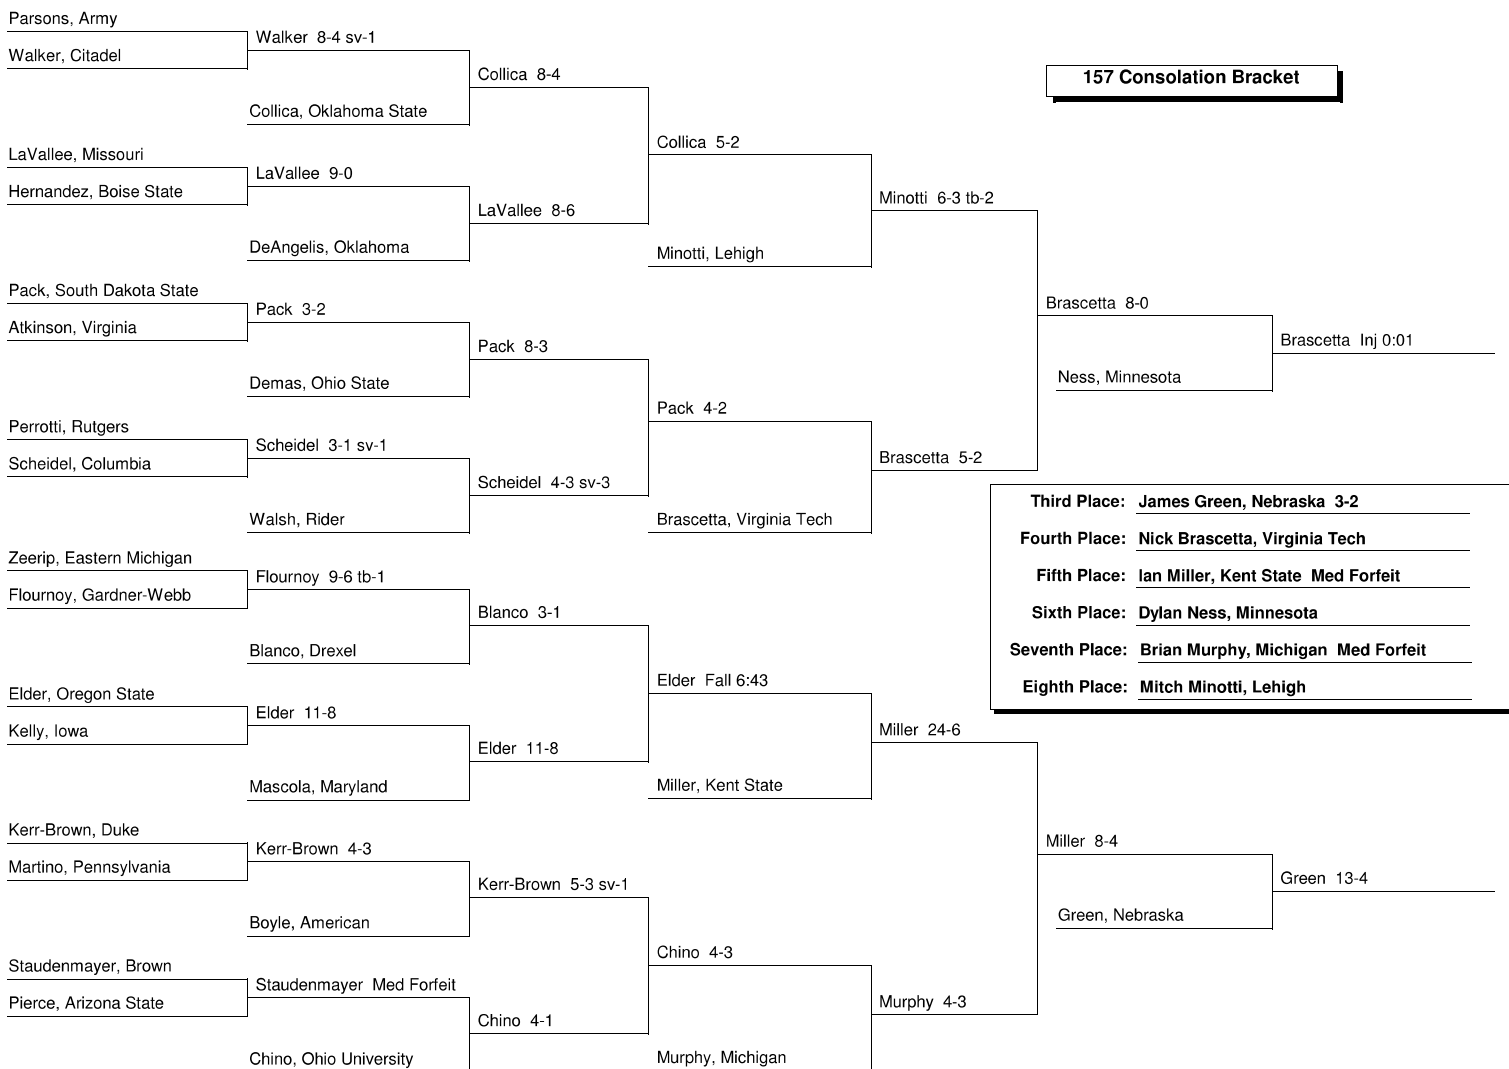 157 Consolation Bracket
Parsons, Army
Walker, Citadel
LaVallee, Missouri
Hernandez, Boise State
Pack, South Dakota State
Atkinson, Virginia
Perrotti, Rutgers
Scheidel, Columbia
Zeerip, Eastern Michigan
Flournoy, Gardner-Webb
Elder, Oregon State
Kelly, Iowa
Kerr-Brown, Duke
Martino, Pennsylvania
Staudenmayer, Brown
Pierce, Arizona State
Walker 8-4 sv-1
Collica, Oklahoma State
LaVallee 9-0
DeAngelis, Oklahoma
Pack 3-2
Demas, Ohio State
Scheidel 3-1 sv-1
Walsh, Rider
Flournoy 9-6 tb-1
Blanco, Drexel
Elder 11-8
Mascola, Maryland
Kerr-Brown 4-3
Boyle, American
Staudenmayer Med Forfeit
Chino, Ohio University
Collica 8-4
LaVallee 8-6
Pack 8-3
Scheidel 4-3 sv-3
Blanco 3-1
Elder 11-8
Kerr-Brown 5-3 sv-1
Chino 4-1
Collica 5-2
Minotti, Lehigh
Pack 4-2
Brascetta, Virginia Tech
Elder Fall 6:43
Miller, Kent State
Chino 4-3
Murphy, Michigan
Minotti 6-3 tb-2
Brascetta 5-2
Miller 24-6
Murphy 4-3
Brascetta 8-0
Ness, Minnesota
Miller 8-4
Green, Nebraska
Brascetta Inj 0:01
Green 13-4
Third Place: James Green, Nebraska 3-2
Fourth Place: Nick Brascetta, Virginia Tech
Fifth Place: Ian Miller, Kent State Med Forfeit
Sixth Place: Dylan Ness, Minnesota
Seventh Place: Brian Murphy, Michigan Med Forfeit
Eighth Place: Mitch Minotti, Lehigh